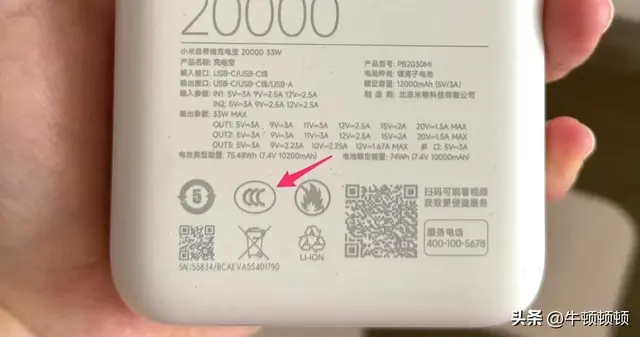 20000
小米自带线充电宝 20000 33W
产品名称: 充电宝
产品型号: PB2030MI
输入接口: USB-C/USB-C线
电池种类: 锂离子电池
输出接口: USB-C/USB-C线/USB-A
额定容量: 12000mAh (5V/3A)
输入参数: IN1: 5V=3A 9V=2.5A 12V=2.5A
制 造 商: 北京米物科技有限公司
IN2: 5V=3A 9V=2.5A 12V=2.5A
输出参数: 33W MAX
OUT1: 5V=3A 9V=3A 11V=3A 12V=2.5A 15V=2A 20V=1.5A MAX
OUT2: 5V=3A 9V=3A 11V=3A 12V=2.5A 15V=2A 20V=1.5A MAX
OUT3: 5V=3A 9V=2.23A 10V=2.25A 12V=1.67A MAX 多 口: 5V=3A
电池典型能量: 75.48Wh (7.4V 10200mAh) 电池额定能量: 74Wh (7.4V 10000mAh)
5
CCC
扫码可观看视频
获取更便捷服务
服务电话
400-100-5678
LI-ION
SN:55834/BCAEVA5S401790
头条 @牛顿顿顿